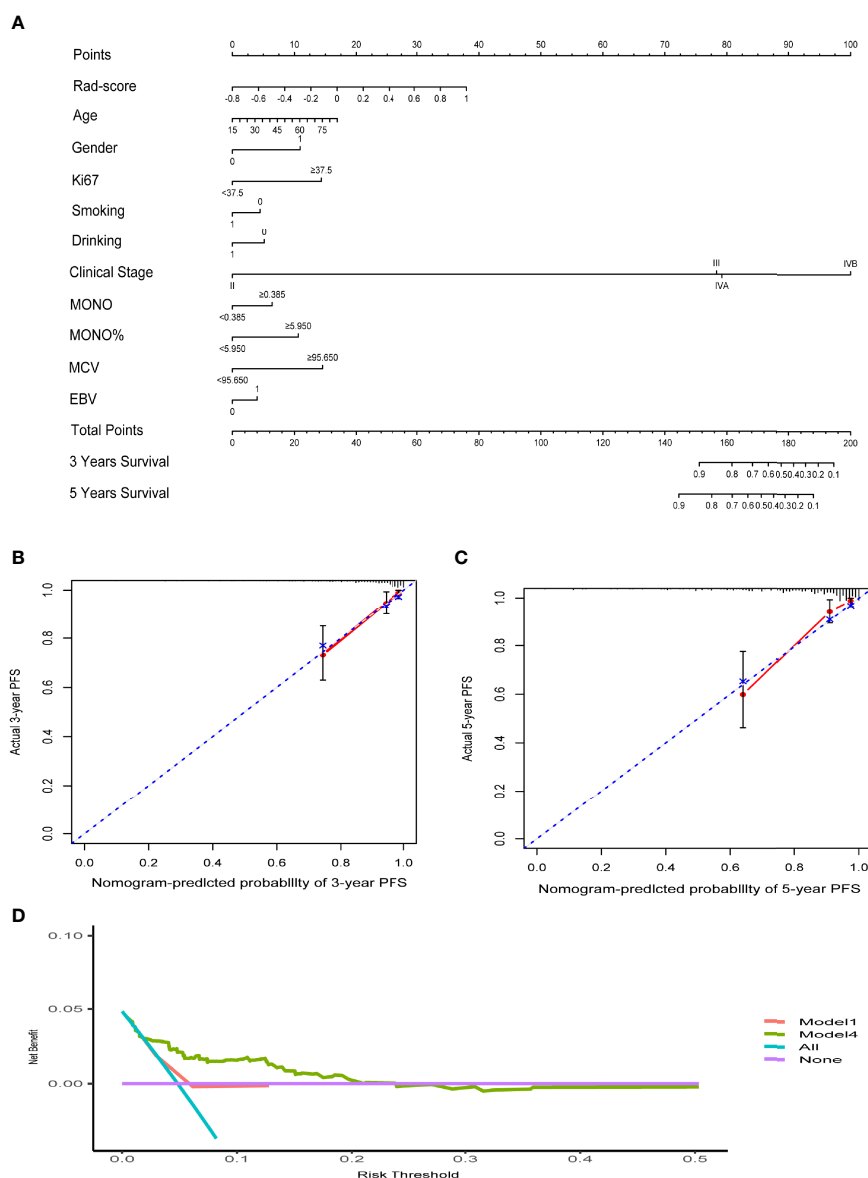 A
Points
0 10 20 30 40 50 60 70 80 90 100
Rad-score
-0.8 -0.6 -0.4 -0.2 0 0.2 0.4 0.6 0.8 1
Age
15 30 45 60 75
Gender
1
0
Ki67
≥37.5
<37.5
Smoking
0
1
Drinking
0
1
Clinical Stage
III IVB
II IVA
MONO
≥0.385
<0.385
MONO%
≥5.950
<5.950
MCV
≥95.650
<95.650
EBV
1
0
Total Points
0 20 40 60 80 100 120 140 160 180 200
3 Years Survival
0.9 0.8 0.7 0.6 0.50.40.30.2 0.1
5 Years Survival
0.9 0.8 0.7 0.6 0.50.40.30.2 0.1
B
Actual 3-year PFS
1.0
0.8
0.6
0.4
0.2
0.0
0.0 0.2 0.4 0.6 0.8 1.0
Nomogram-predicted probability of 3-year PFS
C
Actual 5-year PFS
1.0
0.8
0.6
0.4
0.2
0.0
0.0 0.2 0.4 0.6 0.8 1.0
Nomogram-predicted probability of 5-year PFS
D
Net Benefit
0.10
0.05
0.00
0.0 0.1 0.2 0.3 0.4 0.5
Risk Threshold
Model1
Model4
All
None